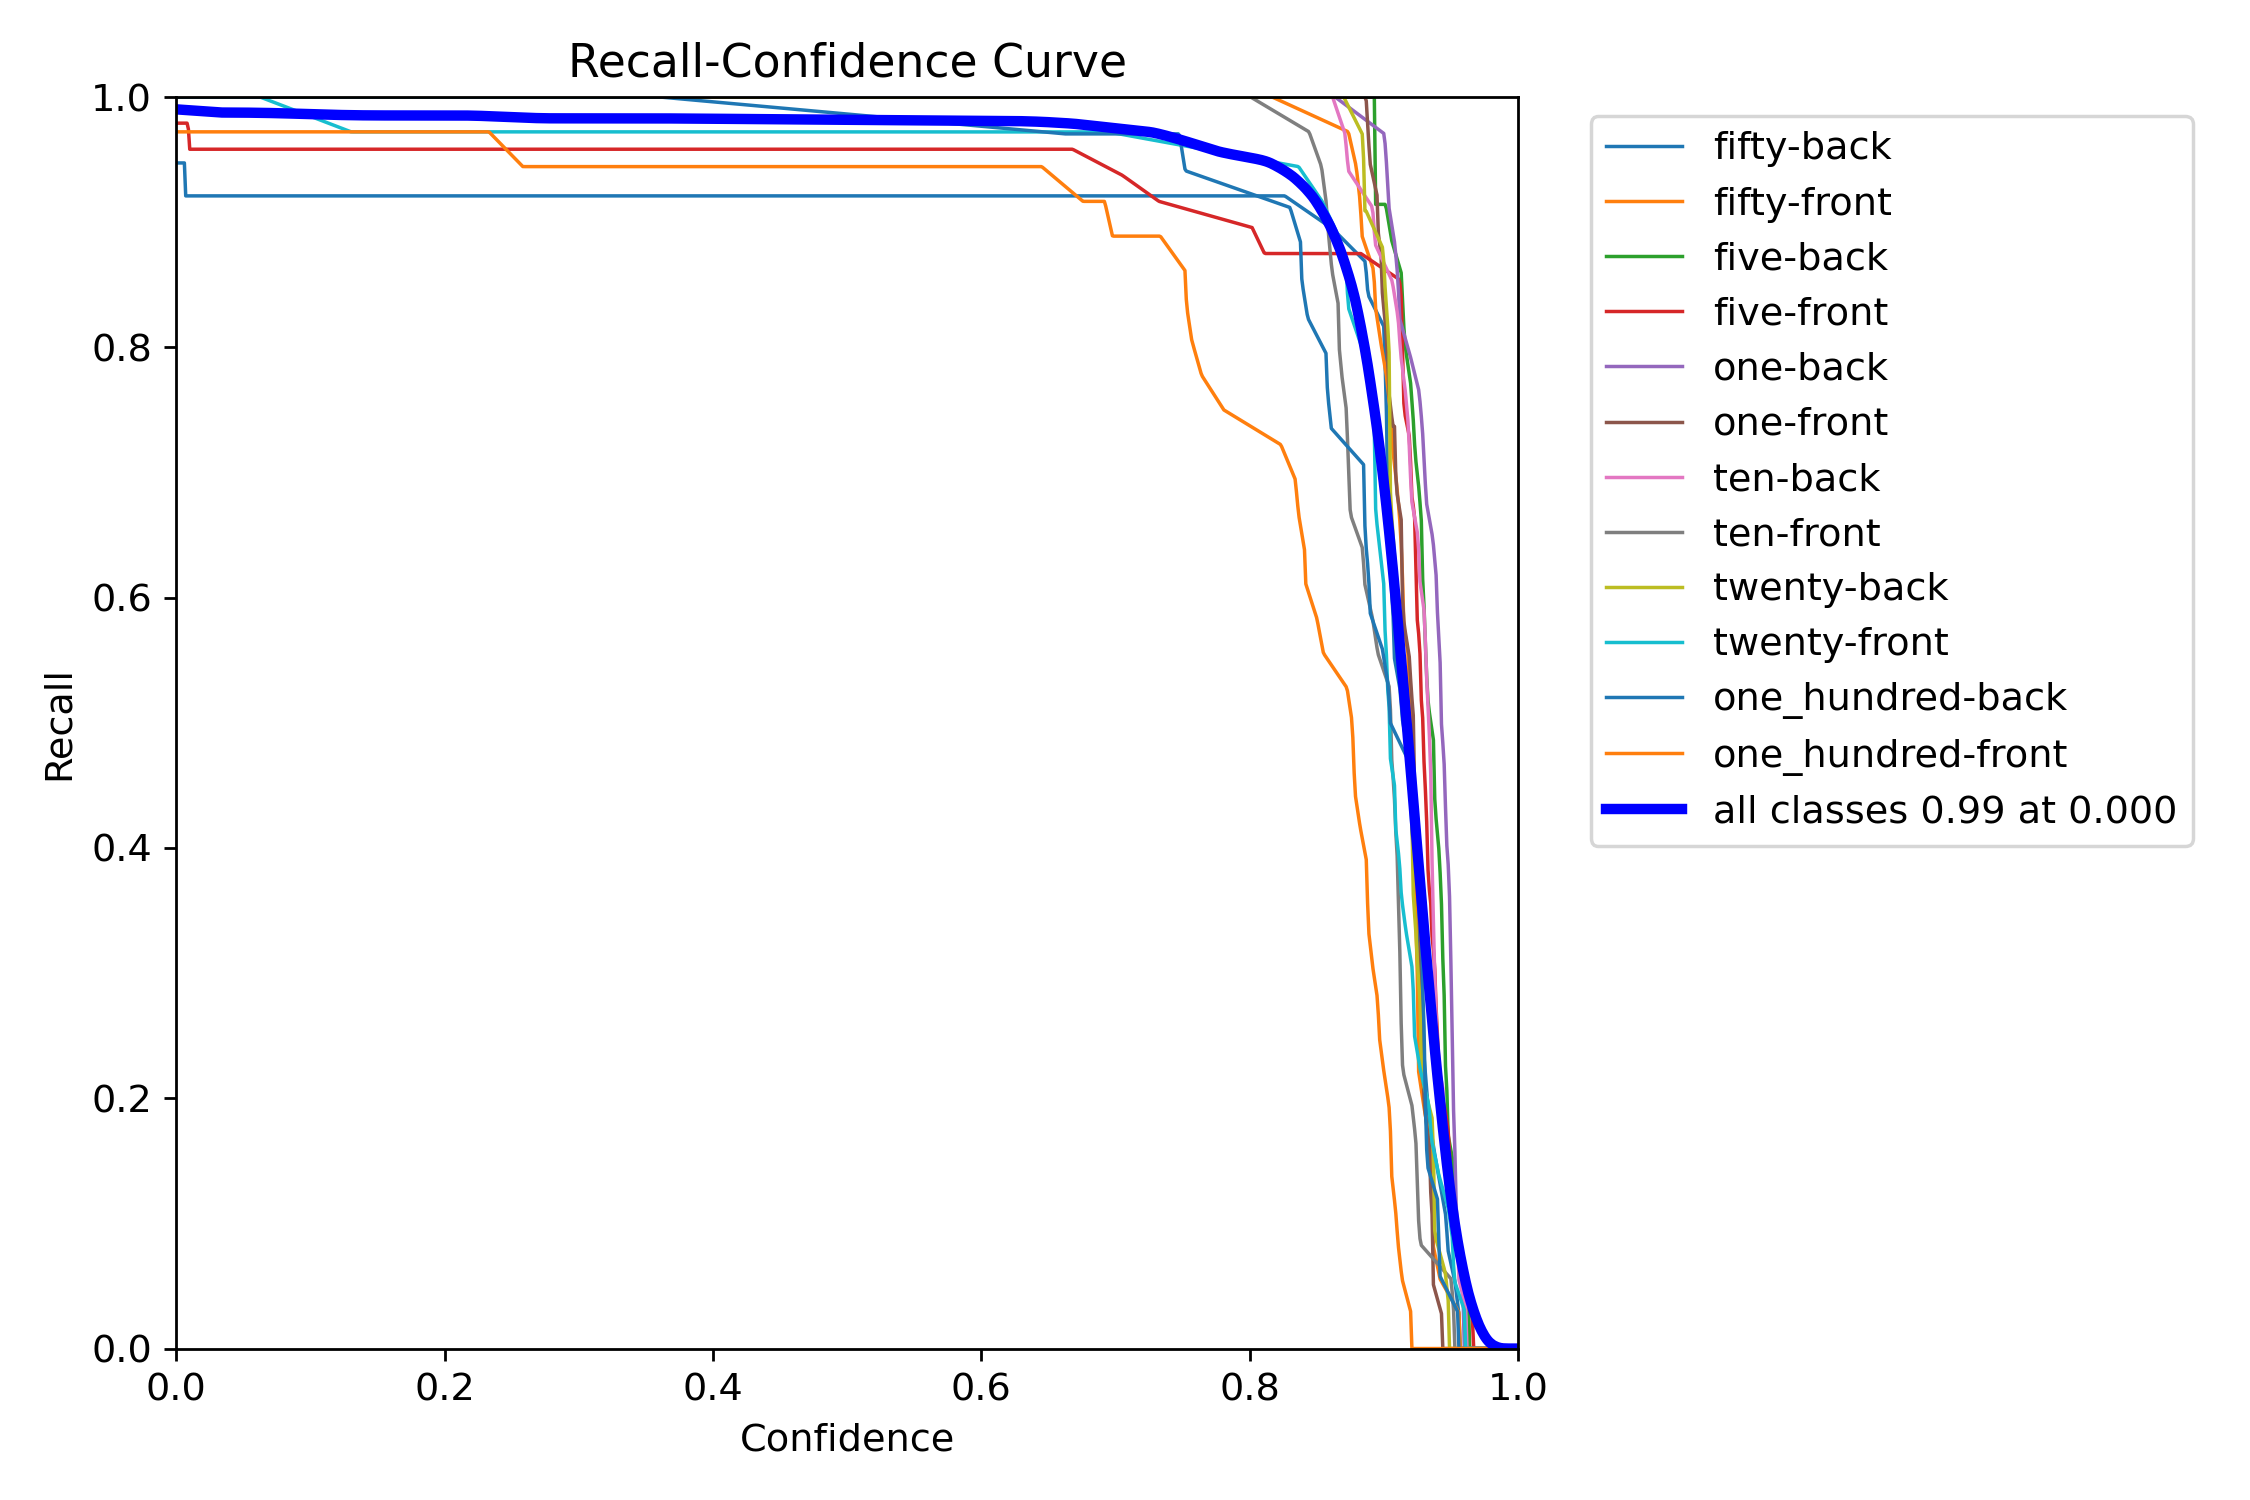 Recall-Confidence Curve
1.0
0.8
0.6
0.4
0.2
0.0
Recall
0.0 0.2 0.4 0.6 0.8 1.0
Confidence
fifty-back
fifty-front
five-back
five-front
one-back
one-front
ten-back
ten-front
twenty-back
twenty-front
one_hundred-back
one_hundred-front
all classes 0.99 at 0.000